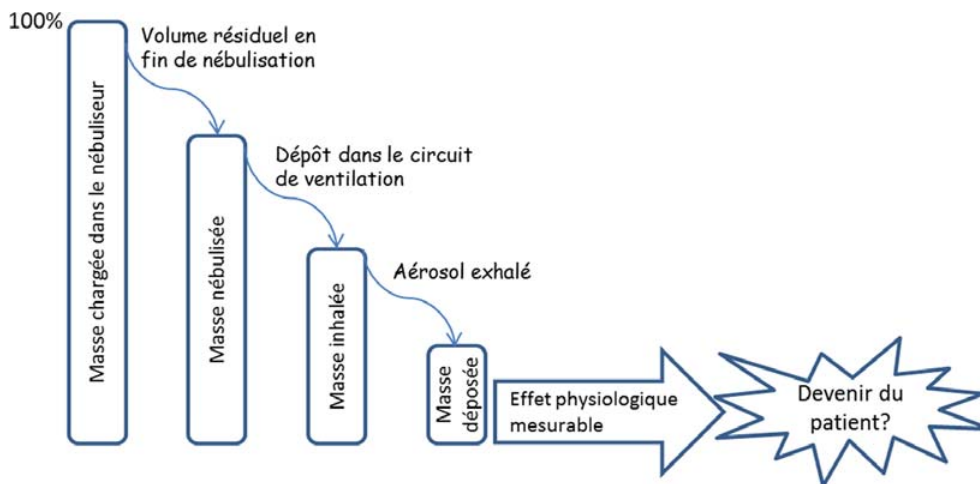 100%
Volume résiduel en
fin de nébulisation
Masse chargée dans le nébuliseur
Masse nébulisée
Dépôt dans le circuit
de ventilation
Masse inhalée
Aérosol exhalé
Masse
déposée
Effet physiologique
mesurable
Devenir du
patient?